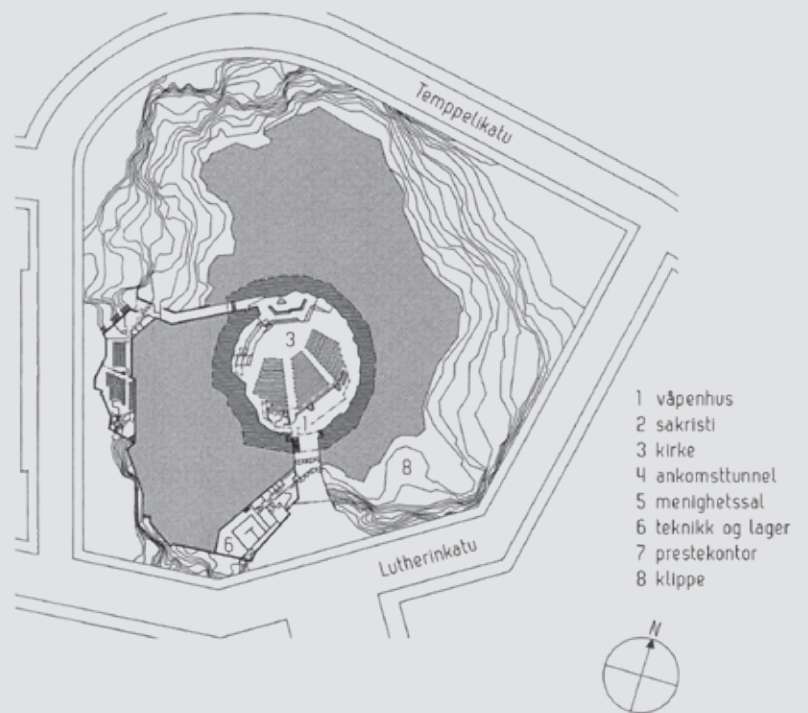 Temppelikatu
3
1
8
6
Lutherinkatu
1 våpenhus
2 sakristi
3 kirke
4 ankomsttunnel
5 menighetssal
6 teknikk og lager
7 prestekontor
8 klippe
N